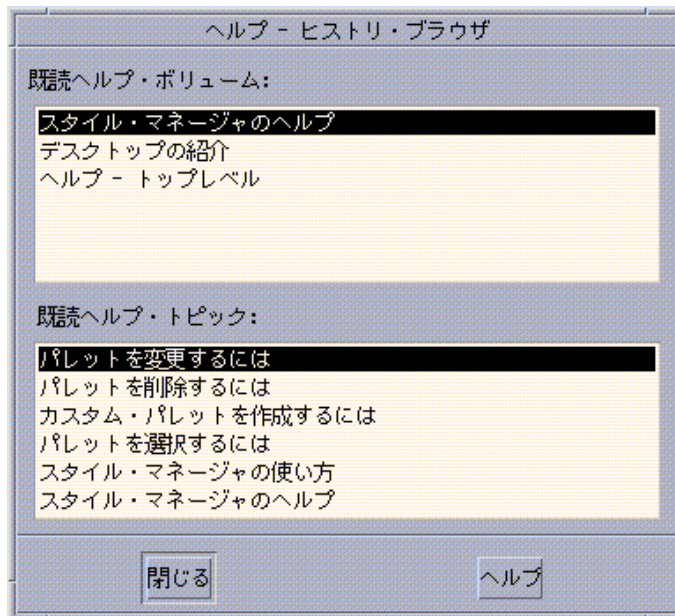 ヘルプ - ヒストリ・ブラウザ
既読ヘルプ・ボリューム:
スタイル・マネージャのヘルプ
デスクトップの紹介
ヘルプ - トップレベル
既読ヘルプ・トピック:
パレットを変更するには
パレットを削除するには
カスタム・パレットを作成するには
パレットを選択するには
スタイル・マネージャの使い方
スタイル・マネージャのヘルプ
閉じる
ヘルプ